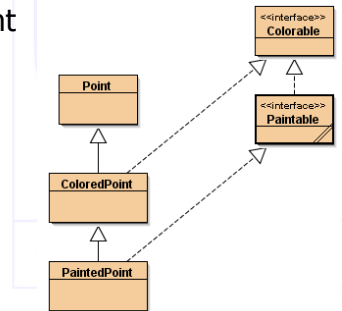 nt
<<interface>>
Colorable
Point
<<interface>>
Paintable
ColoredPoint
PaintedPoint